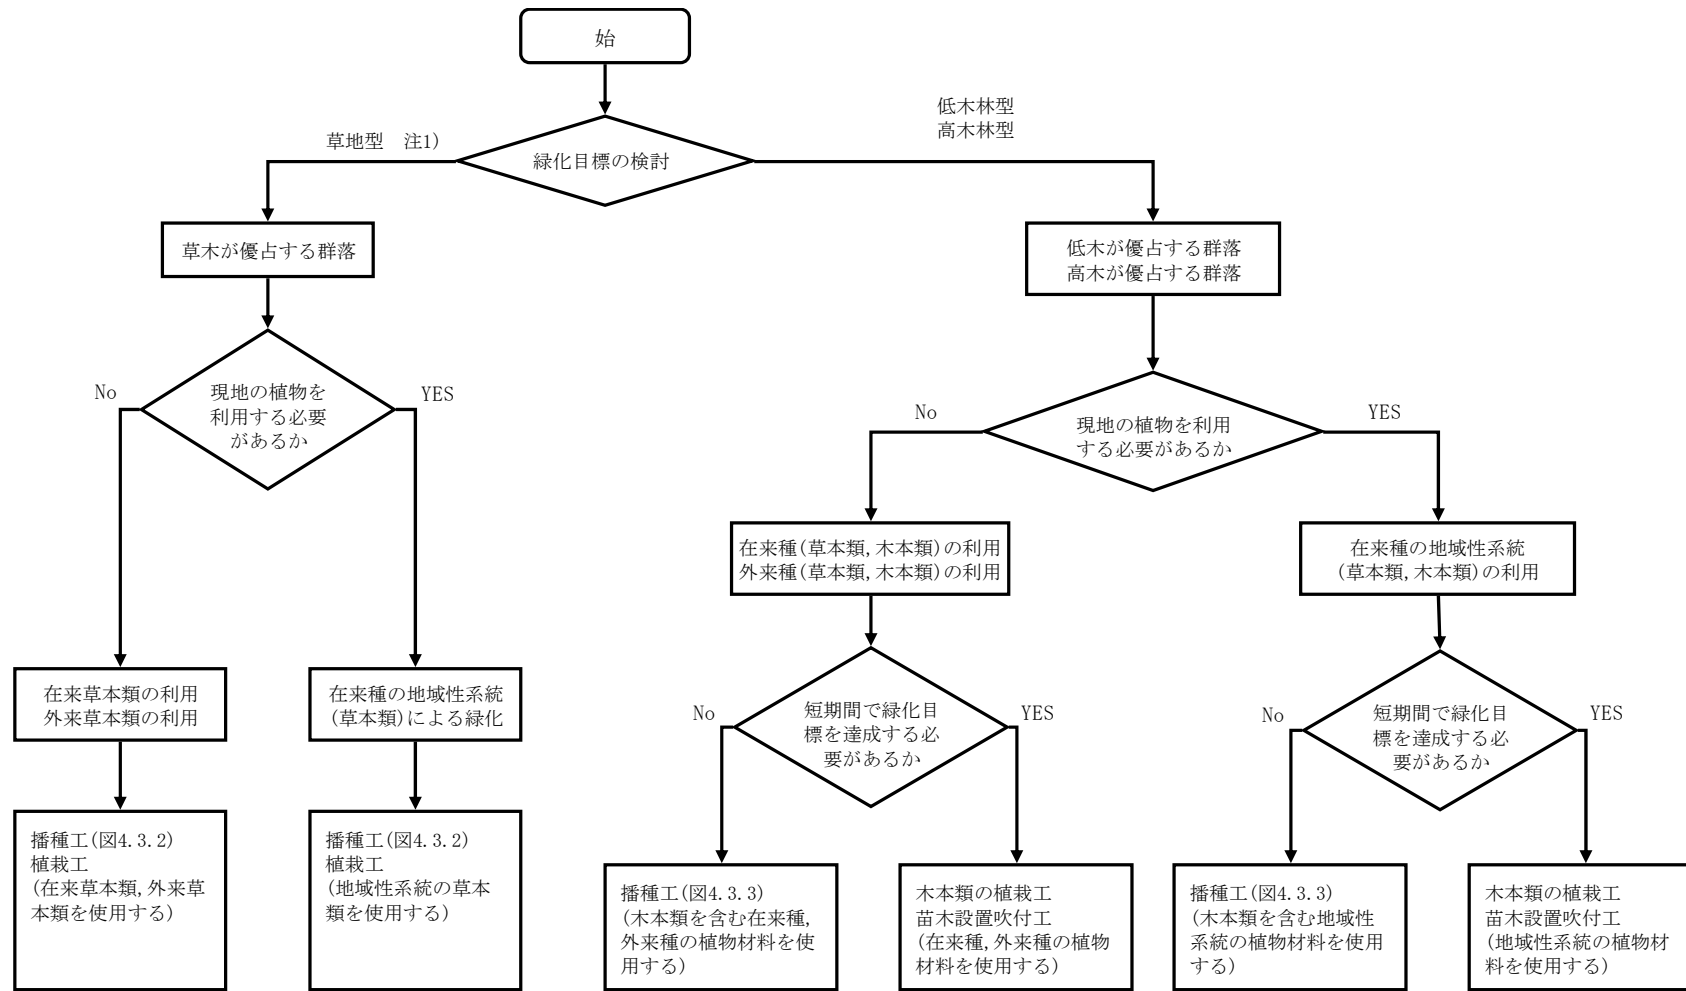 始
低木林型
高木林型
草地型　注1)
緑化目標の検討
草木が優占する群落
低木が優占する群落
高木が優占する群落
No
現地の植物を
利用する必要
があるか
YES
No
現地の植物を利用
する必要があるか
YES
在来種(草本類,木本類)の利用
外来種(草本類,木本類)の利用
在来種の地域性系統
(草本類,木本類)の利用
在来草本類の利用
外来草本類の利用
在来種の地域性系統
(草本類)による緑化
No
短期間で緑化目
標を達成する必
要があるか
YES
No
短期間で緑化目
標を達成する必
要があるか
YES
播種工(図4.3.2)
植栽工
(在来草本類,外来草
本類を使用する)
播種工(図4.3.2)
植栽工
(地域性系統の草本
類を使用する)
播種工(図4.3.3)
(木本類を含む在来種,
外来種の植物材料を使
用する)
木本類の植栽工
苗木設置吹付工
(在来種,外来種の植物
材料を使用する)
播種工(図4.3.3)
(木本類を含む地域性
系統の植物材料を使用
する)
木本類の植栽工
苗木設置吹付工
(地域性系統の植物材
料を使用する)